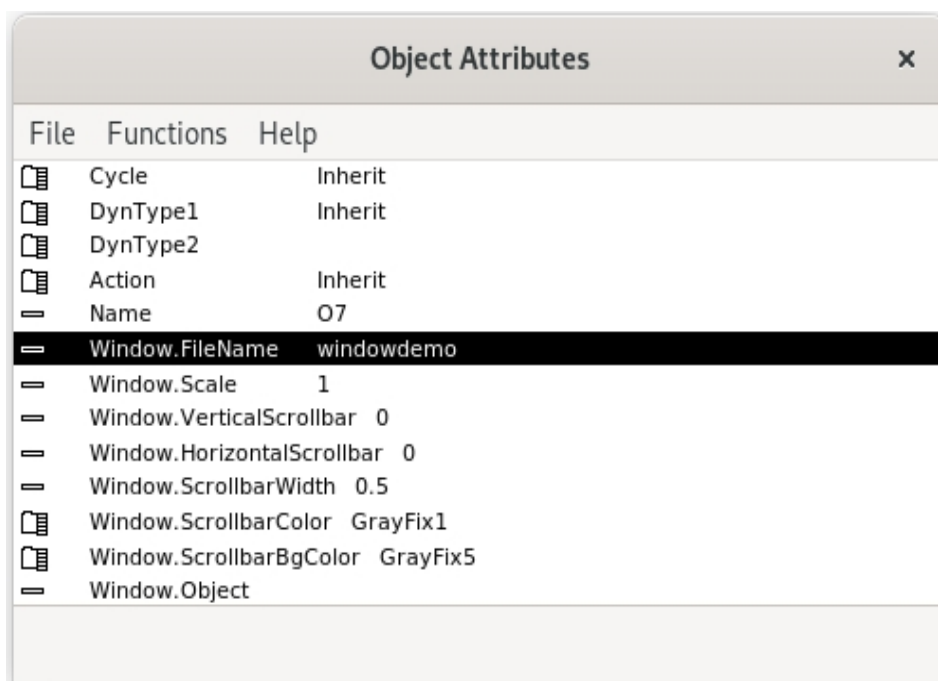 Object Attributes ×
File Functions Help
Cycle Inherit
DynType1 Inherit
DynType2
Action Inherit
Name O7
Window.FileName windowdemo
Window.Scale 1
Window.VerticalScrollbar 0
Window.HorizontalScrollbar 0
Window.ScrollbarWidth 0.5
Window.ScrollbarColor GrayFix1
Window.ScrollbarBgColor GrayFix5
Window.Object